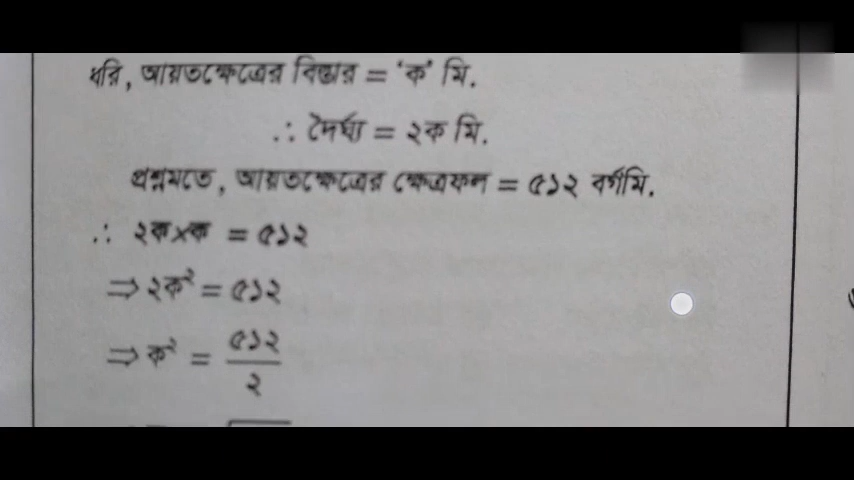 ধরি, আয়তক্ষেত্রের বিস্তার = 'ক' মি.
∴ দৈর্ঘ্য = ২ক মি.
প্রশ্নমতে, আয়তক্ষেত্রের ক্ষেত্রফল = ৫১২ বর্গমি.
∴ ২ক×ক = ৫১২
⇒ ২ক² = ৫১২
⇒ ক² = ৫১২/২